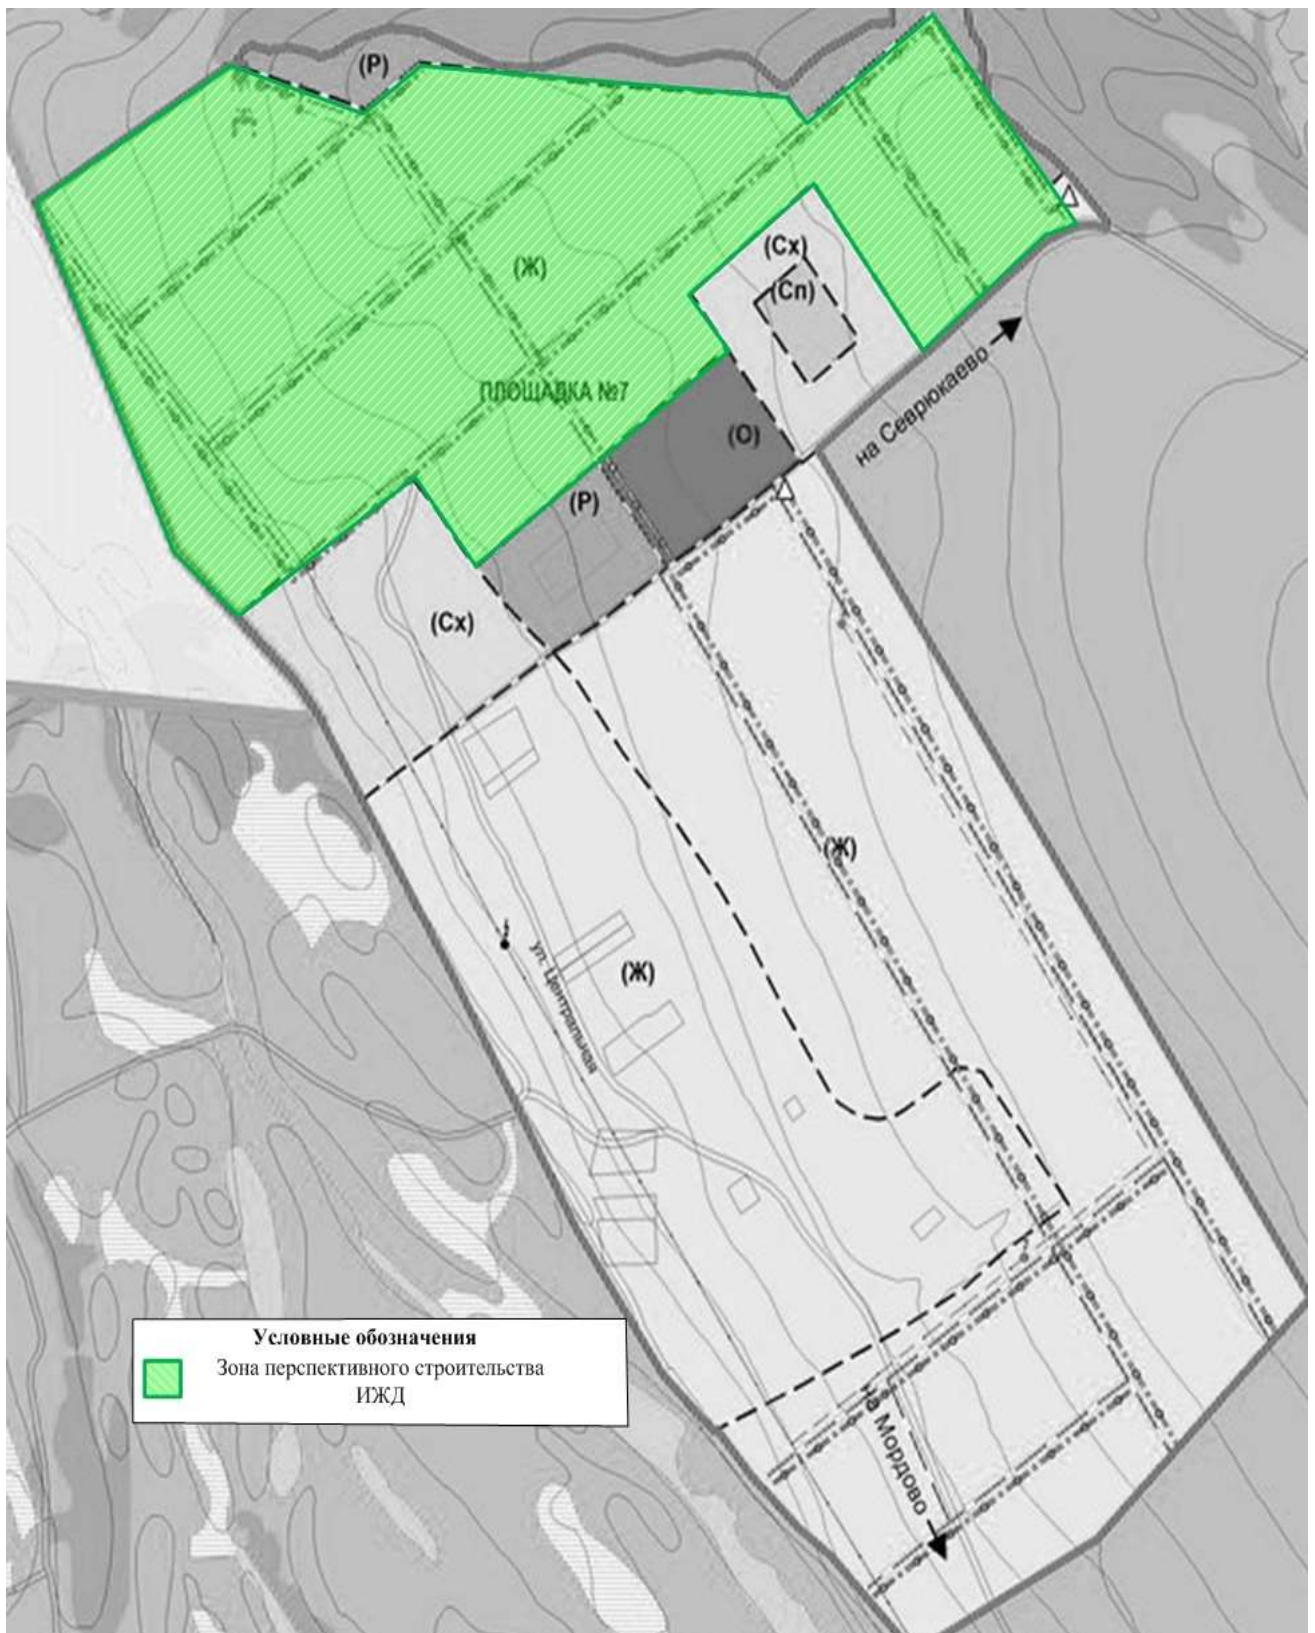 (Р)
(Сх)
(Ж)
(Сп)
на Севрюкаево
ПЛОЩАДКА №7
(О)
(Р)
(Сх)
(Ж)
(Ж)
ул. Центральная
Условные обозначения
Зона перспективного строительства
ИЖД
на Мордово